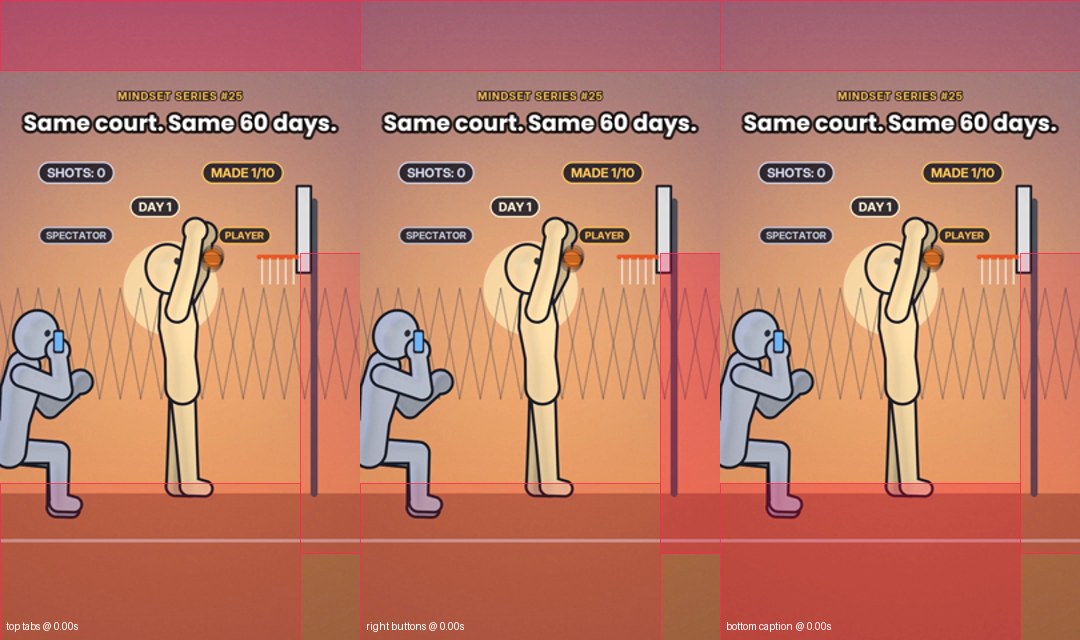 MINDSET SERIES #25
Same court. Same 60 days.
SHOTS: 0
MADE 1/10
DAY 1
SPECTATOR
PLAYER
top tabs @ 0.00s
MINDSET SERIES #25
Same court. Same 60 days.
SHOTS: 0
MADE 1/10
DAY 1
SPECTATOR
PLAYER
right buttons @ 0.00s
MINDSET SERIES #25
Same court. Same 60 days.
SHOTS: 0
MADE 1/10
DAY 1
SPECTATOR
PLAYER
bottom caption @ 0.00s